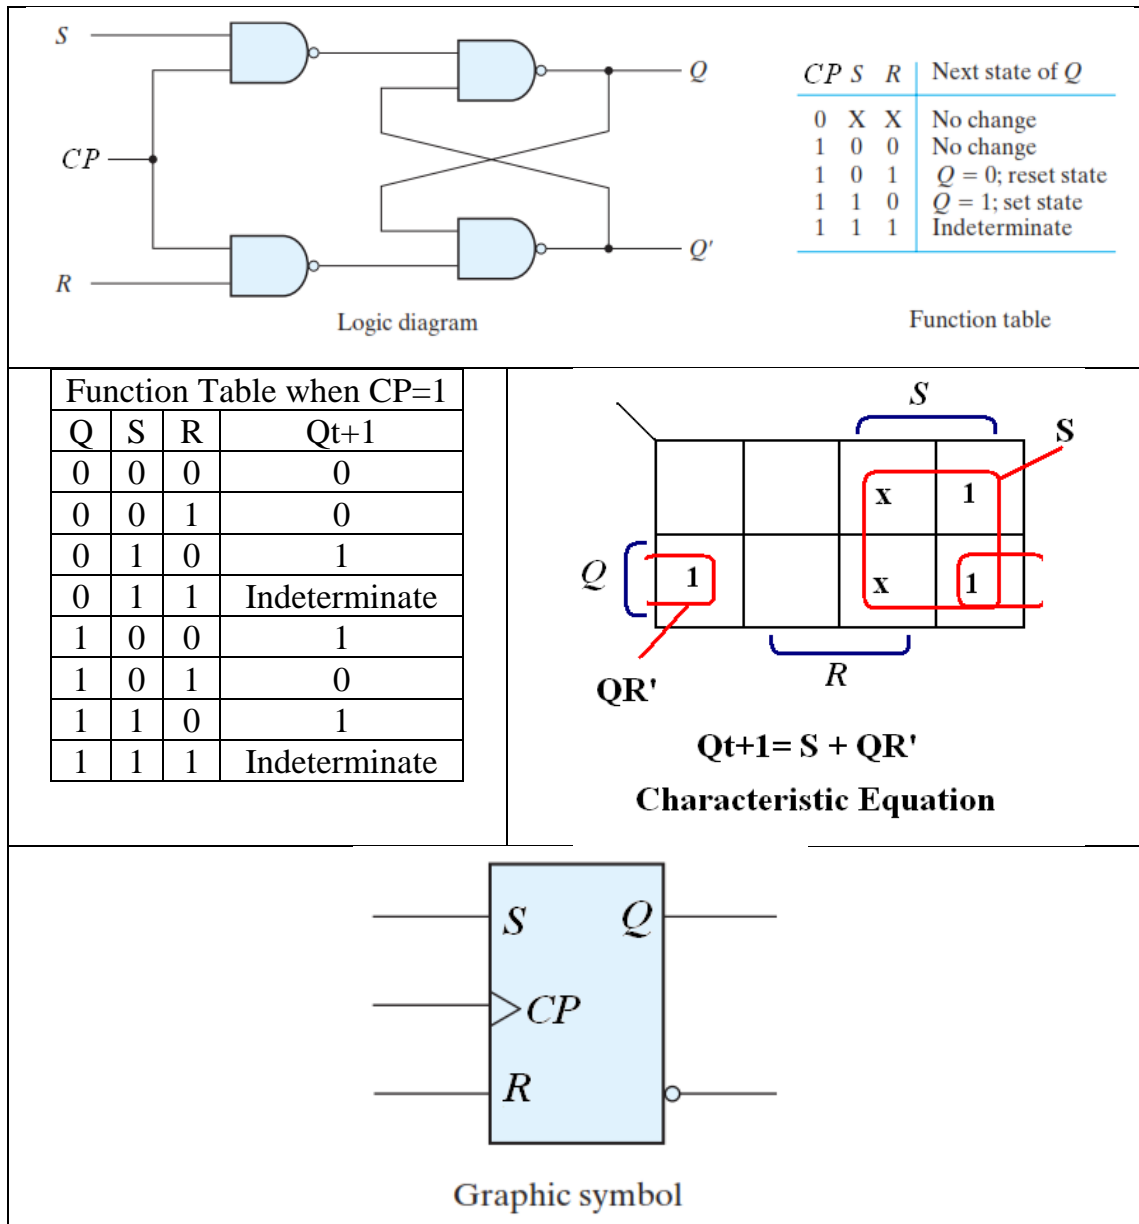 S
CP
R
Q
Q'
Logic diagram
CP S R Next state of Q
0 X X No change
1 0 0 No change
1 0 1 Q = 0; reset state
1 1 0 Q = 1; set state
1 1 1 Indeterminate
Function table
Function Table when CP=1
Q S R Qt+1
0 0 0 0
0 0 1 0
0 1 0 1
0 1 1 Indeterminate
1 0 0 1
1 0 1 0
1 1 0 1
1 1 1 Indeterminate
S
S
x 1
Q 1 x 1
R
QR'
Qt+1= S + QR'
Characteristic Equation
S Q
CP
R
Graphic symbol